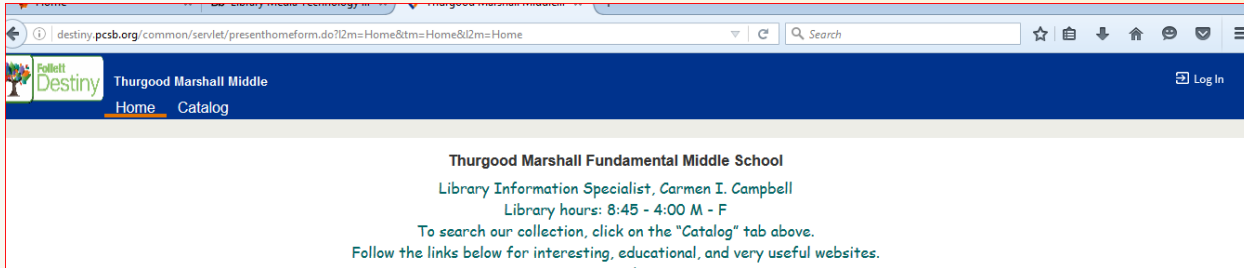 Home
Library Media Technology
destiny.pcsb.org/common/servlet/presenthomeform.do?l2m=Home&tm=Home&l2m=Home
Search
Follett
Destiny
Thurgood Marshall Middle
Log In
Home Catalog
Thurgood Marshall Fundamental Middle School
Library Information Specialist, Carmen I. Campbell
Library hours: 8:45 - 4:00 M - F
To search our collection, click on the “Catalog” tab above.
Follow the links below for interesting, educational, and very useful websites.